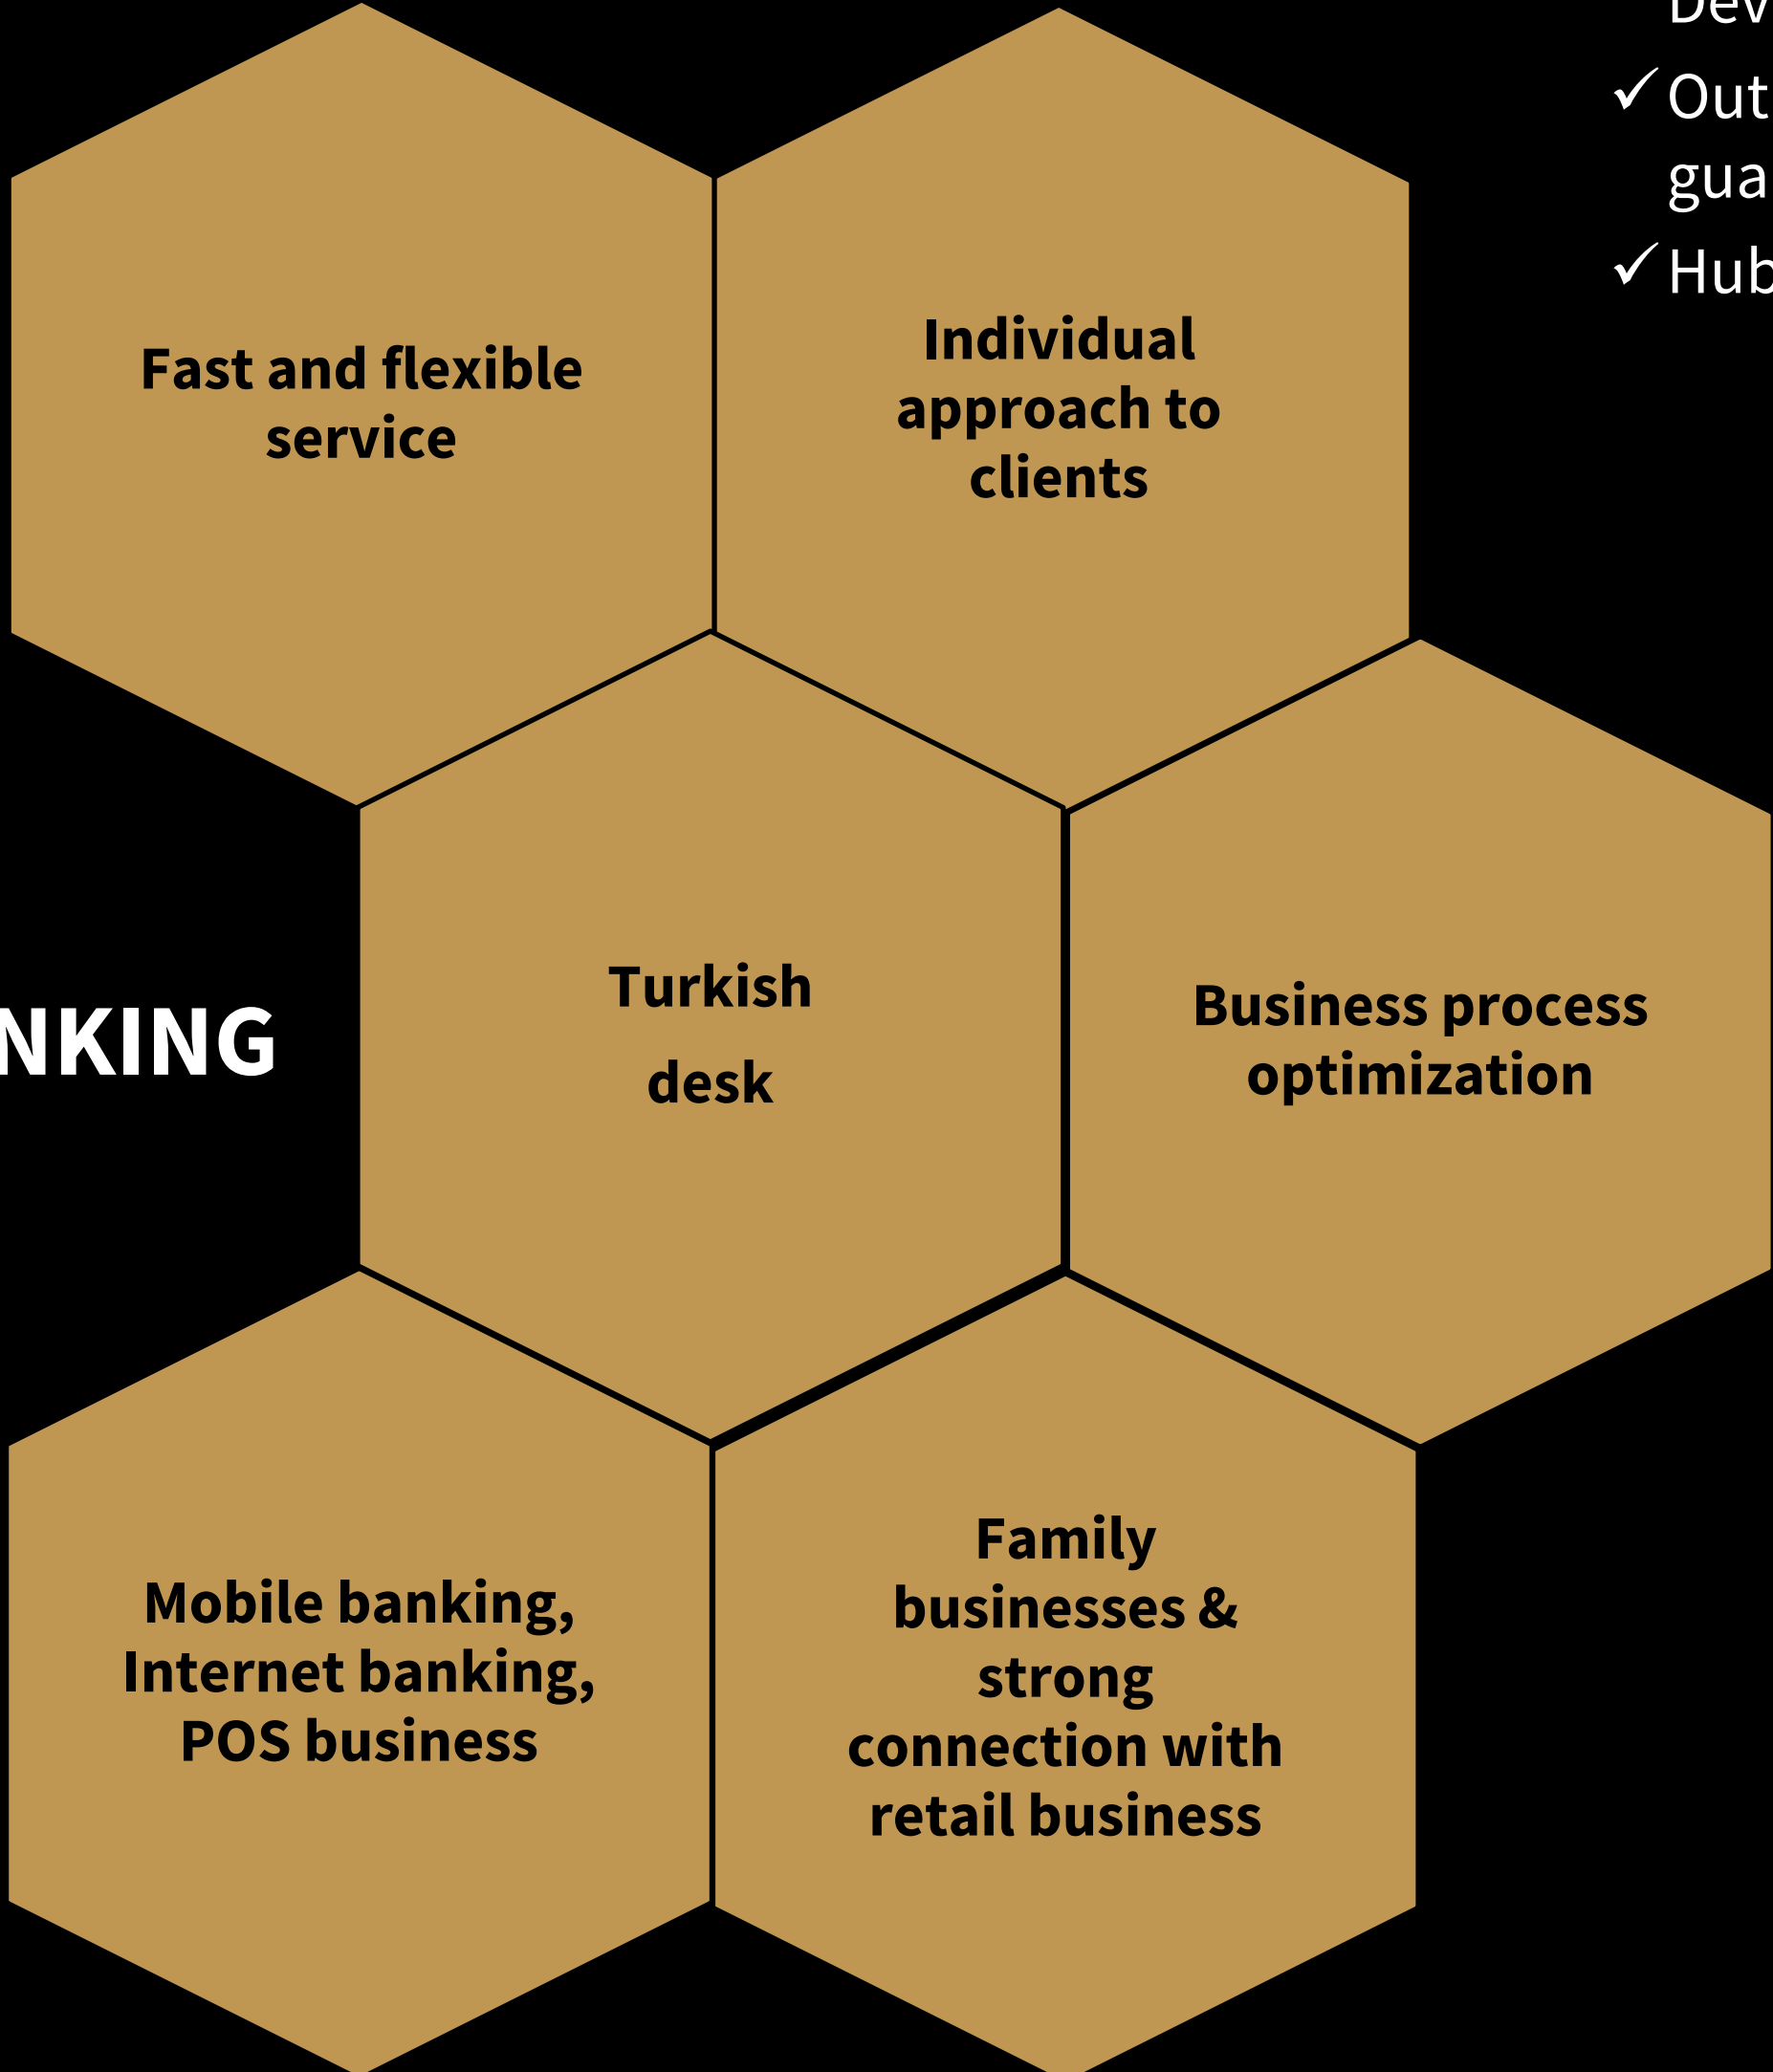 Fast and flexible
service
Individual
approach to
clients
NKING
Turkish
desk
Business process
optimization
Mobile banking,
Internet banking,
POS business
Family
businesses &
strong
connection with
retail business
Dev
✓ Out
gua
✓ Hub